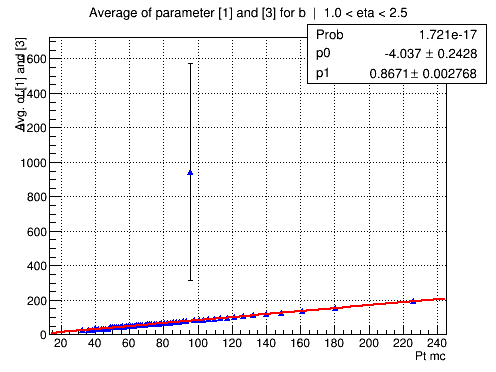 Average of parameter [1] and [3] for b | 1.0 < eta < 2.5
Prob 1.721e-17
p0 -4.037 ± 0.2428
p1 0.8671 ± 0.002768
Avg. of [1] and [3]
1600
1400
1200
1000
800
600
400
200
0
20 40 60 80 100 120 140 160 180 200 220 240
Pt mc